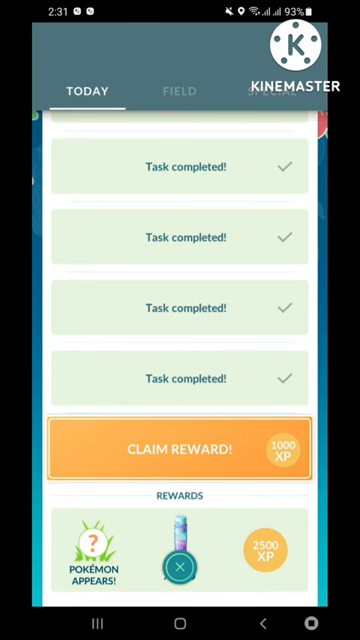 2:31
93%
K
KINEMASTER
TODAY
FIELD
SPECIAL
Task completed!
Task completed!
Task completed!
Task completed!
CLAIM REWARD!
1000
XP
REWARDS
?
POKÉMON
APPEARS!
2500
XP